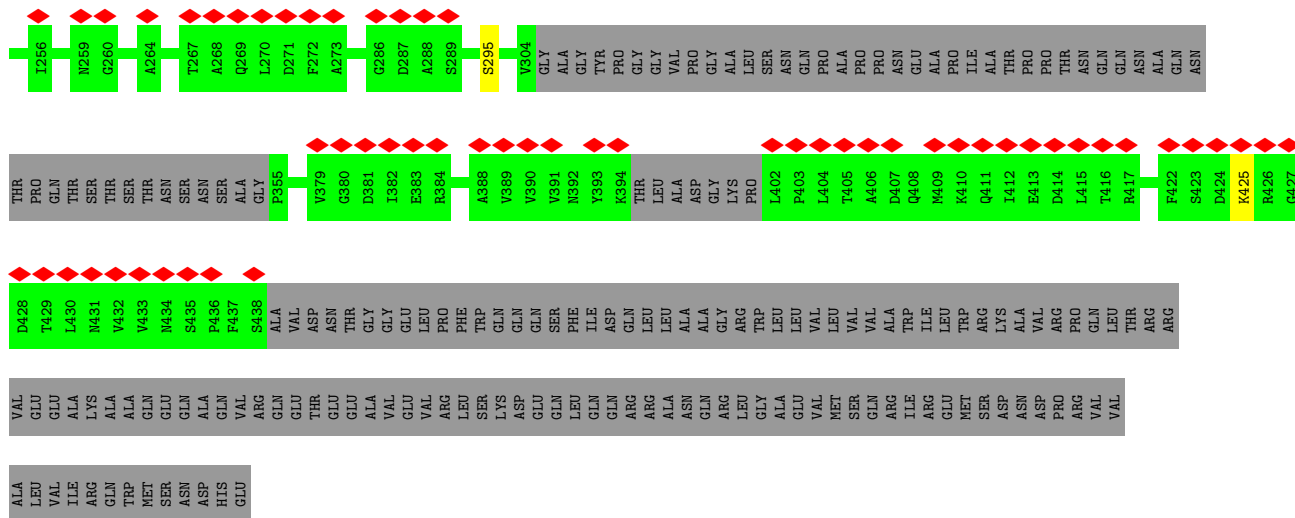 I256 N259 G260 A264 T267 A268 Q269 L270 D271 F272 A273 G286 D287 A288 S289 S295 V304 GLY ALA GLY TYR PRO GLY GLY VAL PRO GLY ALA LEU SER ASN GLN PRO ALA PRO PRO ASN GLU ALA PRO ILE ALA THR PRO PRO THR ASN GLN GLN ASN ALA GLN ASN
THR PRO GLN THR SER THR SER THR ASN SER ASN SER ALA GLY P355 V379 G380 D381 I382 E383 R384 A388 V389 V390 V391 N392 Y393 K394 THR LEU ALA ASP GLY LYS PRO L402 P403 L404 T405 A406 D407 Q408 M409 K410 Q411 I412 E413 D414 L415 T416 R417 F422 S423 D424 K425 R426 G427
D428 T429 L430 N431 V432 V433 N434 S435 P436 F437 S438 ALA VAL ASP ASN THR GLY GLY GLU LEU PRO PHE TRP GLN GLN GLN SER PHE ILE ASP GLN LEU LEU ALA ALA GLY ARG TRP LEU LEU VAL LEU VAL VAL ALA TRP ILE LEU TRP ARG LYS ALA VAL ARG PRO GLN LEU THR ARG ARG
VAL GLU GLU ALA LYS ALA ALA GLN GLU GLN ALA GLN VAL ARG GLN GLU THR GLU GLU ALA VAL GLU VAL ARG LEU SER LYS ASP GLU GLN LEU GLN GLN ARG ARG ALA ASN GLN ARG LEU GLY ALA GLU VAL MET SER GLN ARG ILE ARG GLU MET SER ASP ASN ASP PRO ARG VAL VAL
ALA LEU VAL ILE ARG GLN TRP MET SER ASN ASP HIS GLU